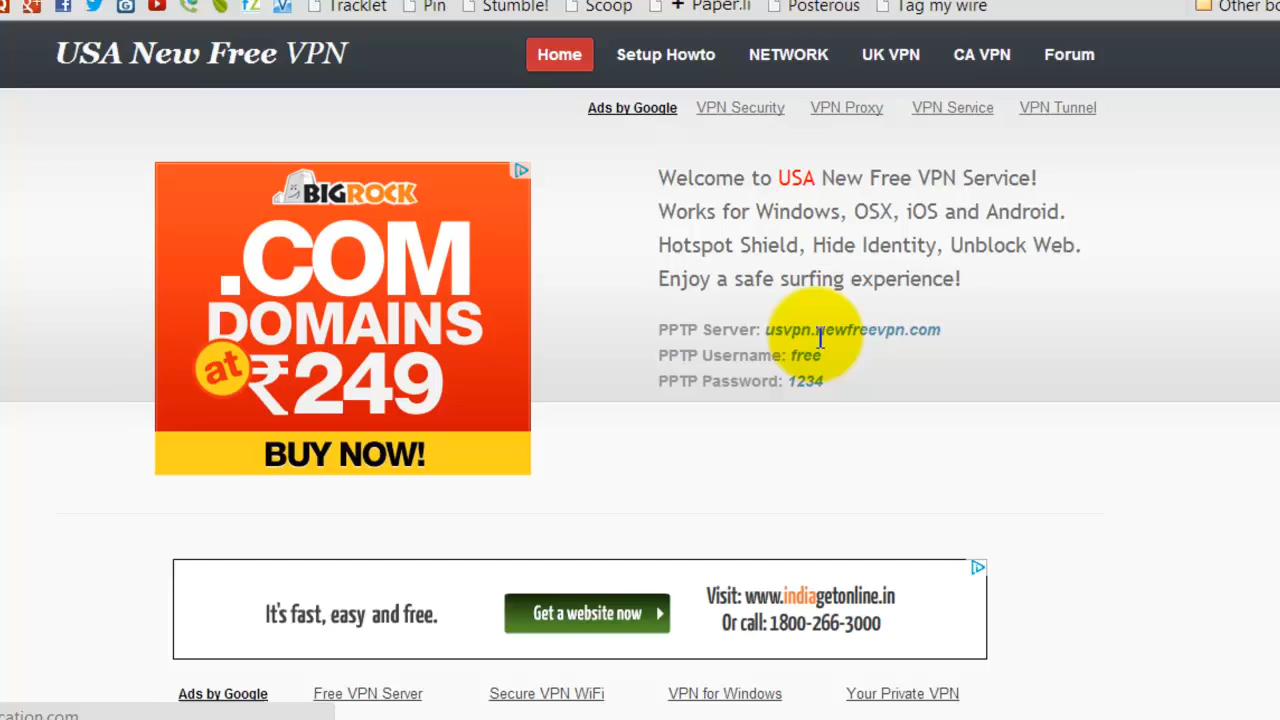 Tracklet Pin Stumble! Scoop + Paper.li Posterous Tag my wire Other bo
USA New Free VPN
Home Setup Howto NETWORK UK VPN CA VPN Forum
Ads by Google VPN Security VPN Proxy VPN Service VPN Tunnel
BIGROCK
.COM
DOMAINS
at ₹249
BUY NOW!
Welcome to USA New Free VPN Service!
Works for Windows, OSX, iOS and Android.
Hotspot Shield, Hide Identity, Unblock Web.
Enjoy a safe surfing experience!
PPTP Server: usvpn.newfreevpn.com
PPTP Username: free
PPTP Password: 1234
It's fast, easy and free.
Get a website now
Visit: www.indiagetonline.in
Or call: 1800-266-3000
Ads by Google Free VPN Server Secure VPN WiFi VPN for Windows Your Private VPN
cation.com